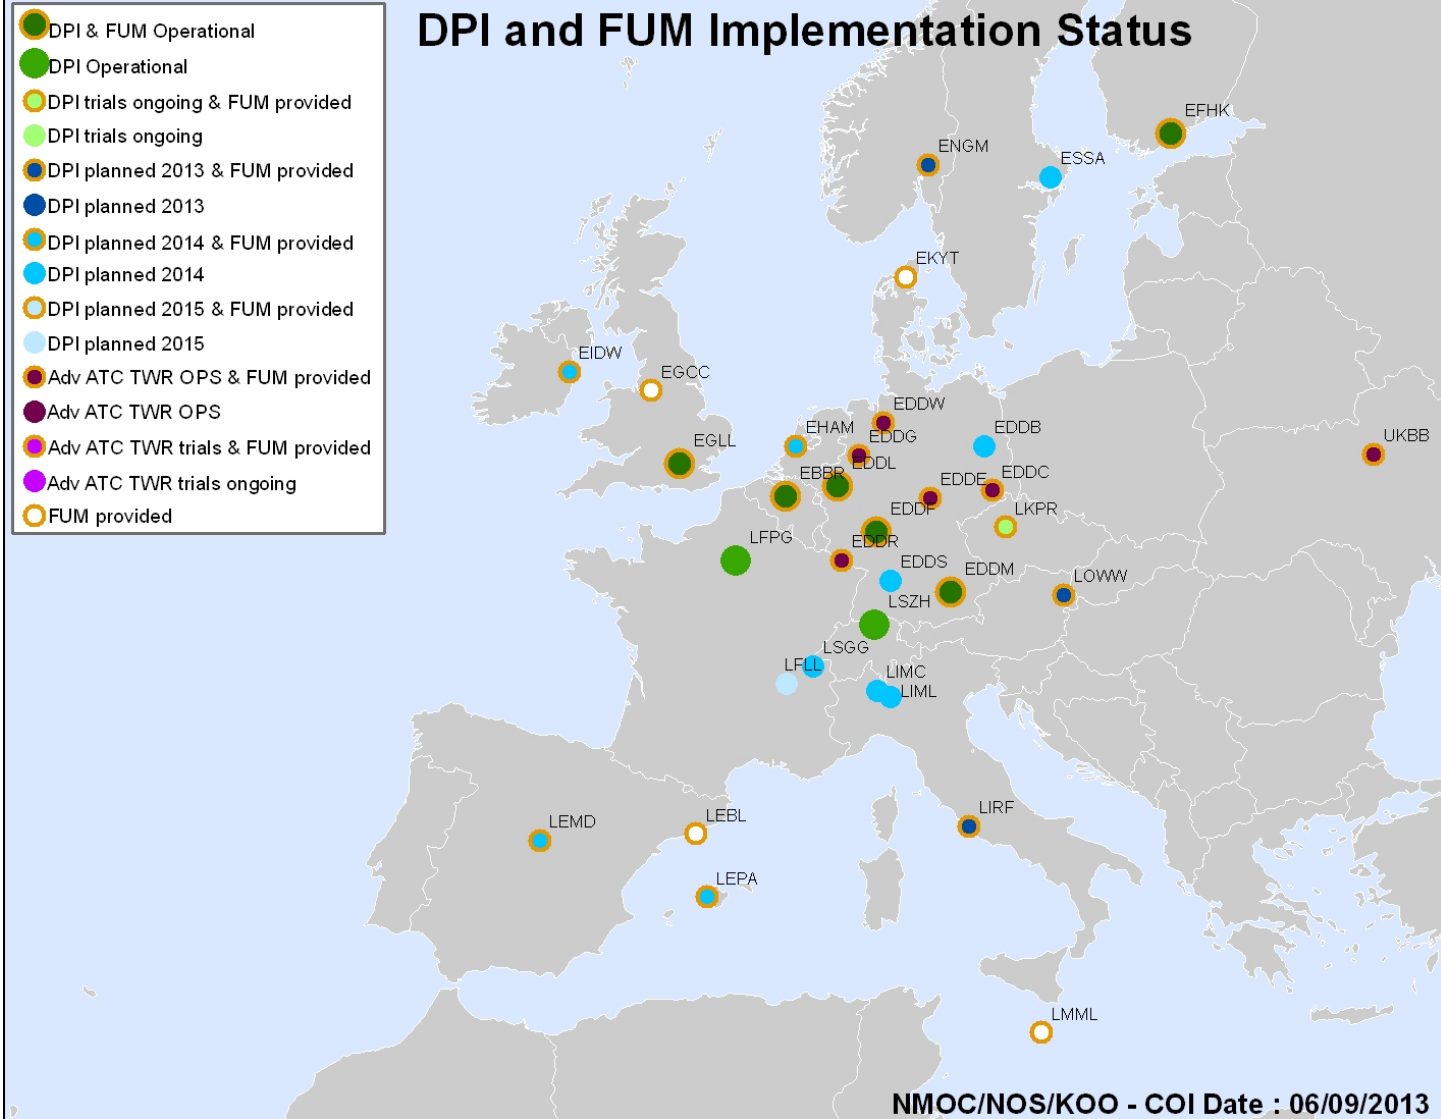 DPI and FUM Implementation Status
DPI & FUM Operational
DPI Operational
DPI trials ongoing & FUM provided
DPI trials ongoing
DPI planned 2013 & FUM provided
DPI planned 2013
DPI planned 2014 & FUM provided
DPI planned 2014
DPI planned 2015 & FUM provided
DPI planned 2015
Adv ATC TWR OPS & FUM provided
Adv ATC TWR OPS
Adv ATC TWR trials & FUM provided
Adv ATC TWR trials ongoing
FUM provided
EFHK
ENGM
ESSA
EKYT
EIDW
EGCC
EDDW
EHAM
EDDG
EDDB
UKBB
EGLL
EDDL
EBBR
EDDE
EDDC
EDDF
LKPR
LFPG
EDDR
EDDS
EDDM
LOWW
LSZH
LSGG
LFLL
LIMC
LIML
LIRF
LEMD
LEBL
LEPA
LMML
NMOC/NOS/KOO - COI Date : 06/09/2013